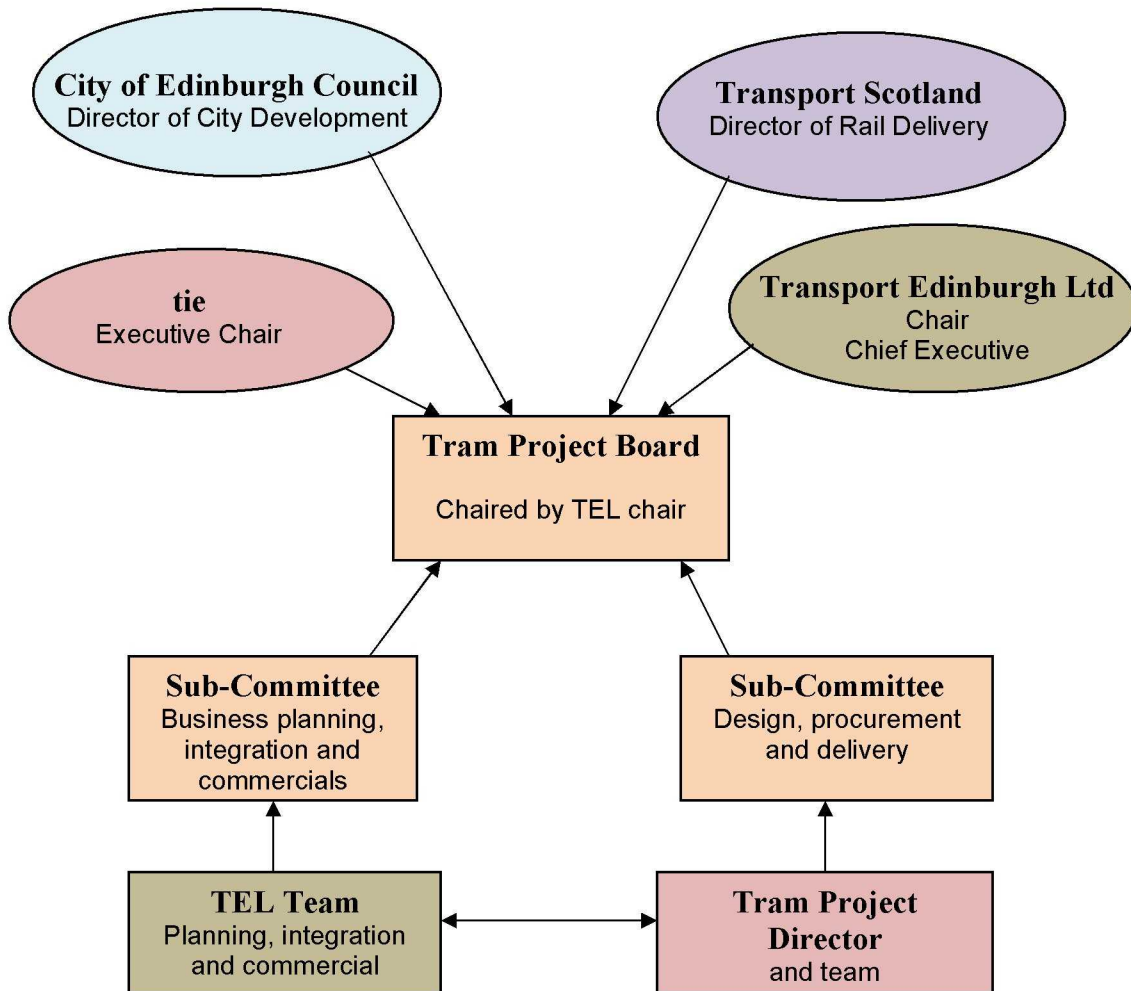 City of Edinburgh Council
Director of City Development
Transport Scotland
Director of Rail Delivery
tie
Executive Chair
Transport Edinburgh Ltd
Chair
Chief Executive
Tram Project Board
Chaired by TEL chair
Sub-Committee
Business planning,
integration and
commercials
Sub-Committee
Design, procurement
and delivery
TEL Team
Planning, integration
and commercial
Tram Project
Director
and team